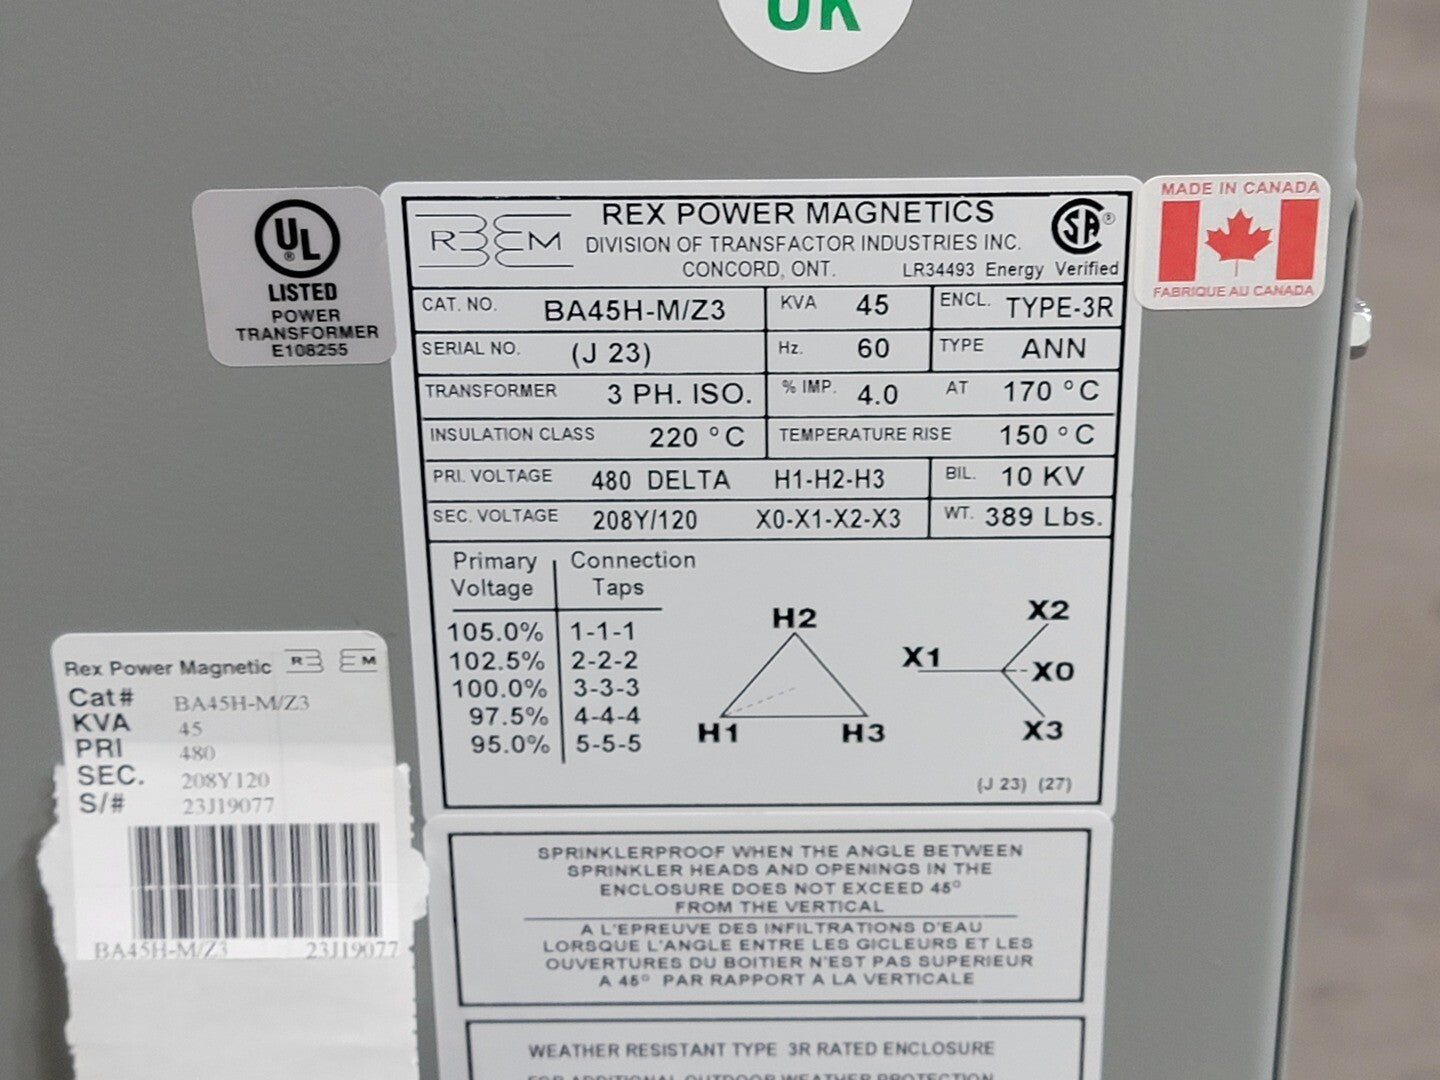 OK
UL
®
LISTED
POWER
TRANSFORMER
E108255
REX POWER MAGNETICS
DIVISION OF TRANSFACTOR INDUSTRIES INC.
CONCORD, ONT. LR34493 Energy Verified
SA ®
MADE IN CANADA
FABRIQUE AU CANADA
CAT. NO. BA45H-M/Z3 KVA 45 ENCL. TYPE-3R
SERIAL NO. (J 23) Hz. 60 TYPE ANN
TRANSFORMER 3 PH. ISO. % IMP. 4.0 AT 170 °C
INSULATION CLASS 220 °C TEMPERATURE RISE 150 °C
PRI. VOLTAGE 480 DELTA H1-H2-H3 BIL. 10 KV
SEC. VOLTAGE 208Y/120 X0-X1-X2-X3 WT. 389 Lbs.
Primary Connection
Voltage Taps
105.0% 1-1-1
102.5% 2-2-2
100.0% 3-3-3
97.5% 4-4-4
95.0% 5-5-5
H2
H1 H3
X2
X1 X0
X3
(J 23) (27)
Rex Power Magnetic
Cat# BA45H-M/Z3
KVA 45
PRI 480
SEC. 208Y120
S/# 23J19077
BA45H-M/Z3 23J19077
SPRINKLERPROOF WHEN THE ANGLE BETWEEN
SPRINKLER HEADS AND OPENINGS IN THE
ENCLOSURE DOES NOT EXCEED 45°
FROM THE VERTICAL
A L'EPREUVE DES INFILTRATIONS D'EAU
LORSQUE L'ANGLE ENTRE LES GICLEURS ET LES
OUVERTURES DU BOITIER N'EST PAS SUPERIEUR
A 45° PAR RAPPORT A LA VERTICALE
WEATHER RESISTANT TYPE 3R RATED ENCLOSURE
FOR ADDITIONAL OUTDOOR WEATHER PROTECTION